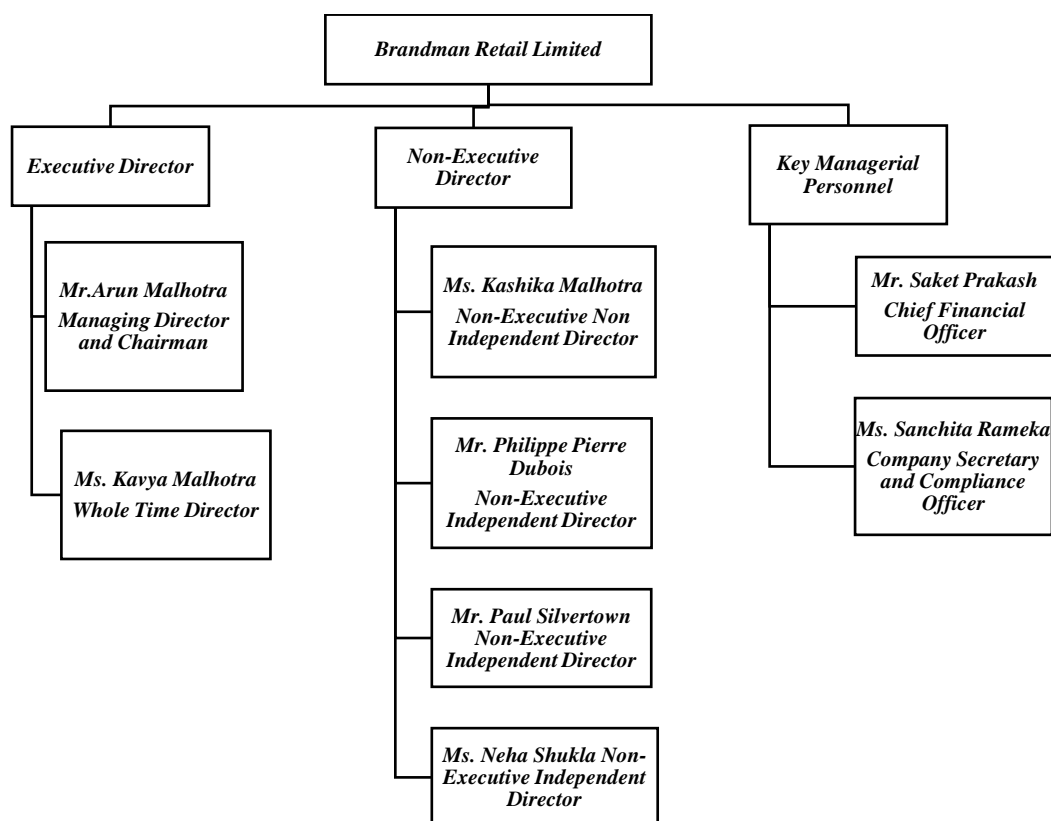 Brandman Retail Limited
Executive Director
Mr.Arun Malhotra
Managing Director
and Chairman
Ms. Kavya Malhotra
Whole Time Director
Non-Executive
Director
Ms. Kashika Malhotra
Non-Executive Non
Independent Director
Mr. Philippe Pierre
Dubois
Non-Executive
Independent Director
Mr. Paul Silvertown
Non-Executive
Independent Director
Ms. Neha Shukla Non-
Executive Independent
Director
Key Managerial
Personnel
Mr. Saket Prakash
Chief Financial
Officer
Ms. Sanchita Rameka
Company Secretary
and Compliance
Officer